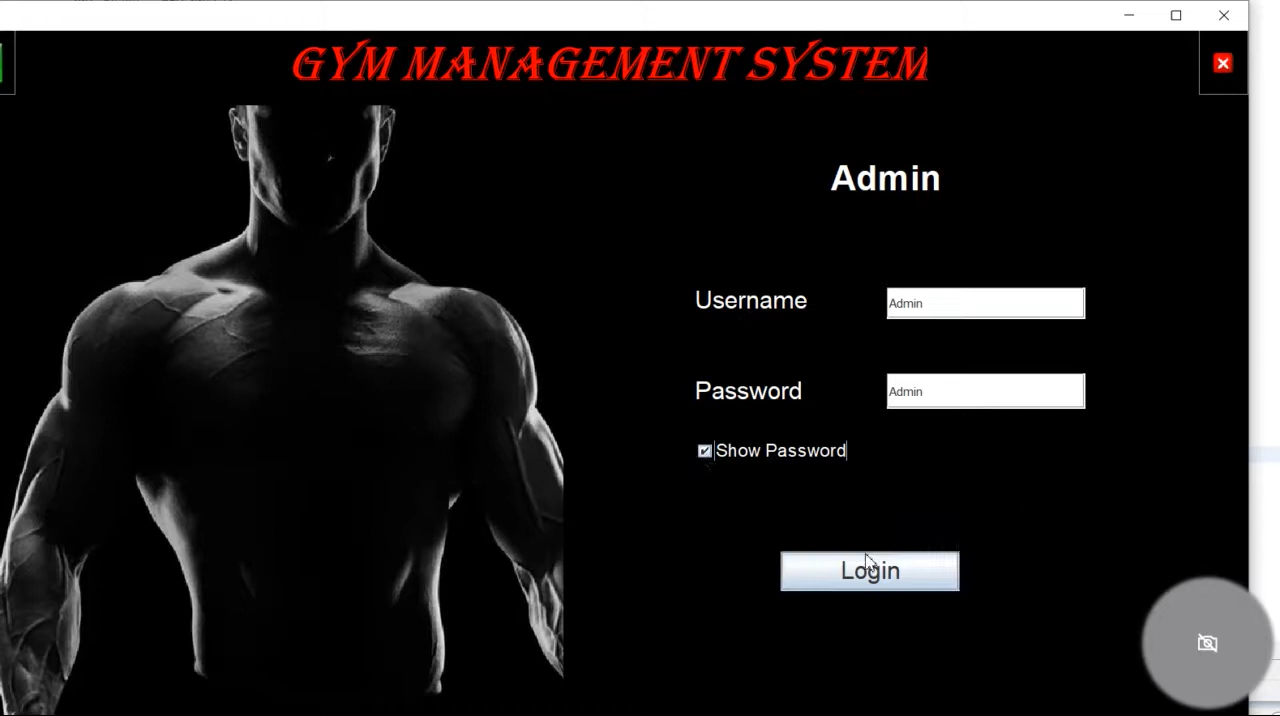 GYM MANAGEMENT SYSTEM
Admin
Username
Admin
Password
Admin
Show Password
Login